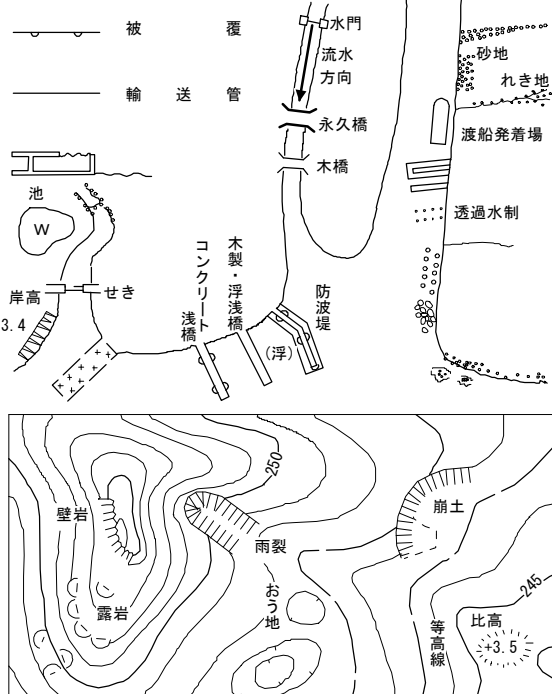 被覆
輸送管
水門
流水
方向
永久橋
木橋
砂地
れき地
渡船発着場
透過水制
池
W
岸高
3.4
せき
コンクリート
浅橋
木製・浮浅橋
(浮)
防波堤
250
壁岩
雨裂
露岩
おう地
崩土
等高線
245
比高
+3.5